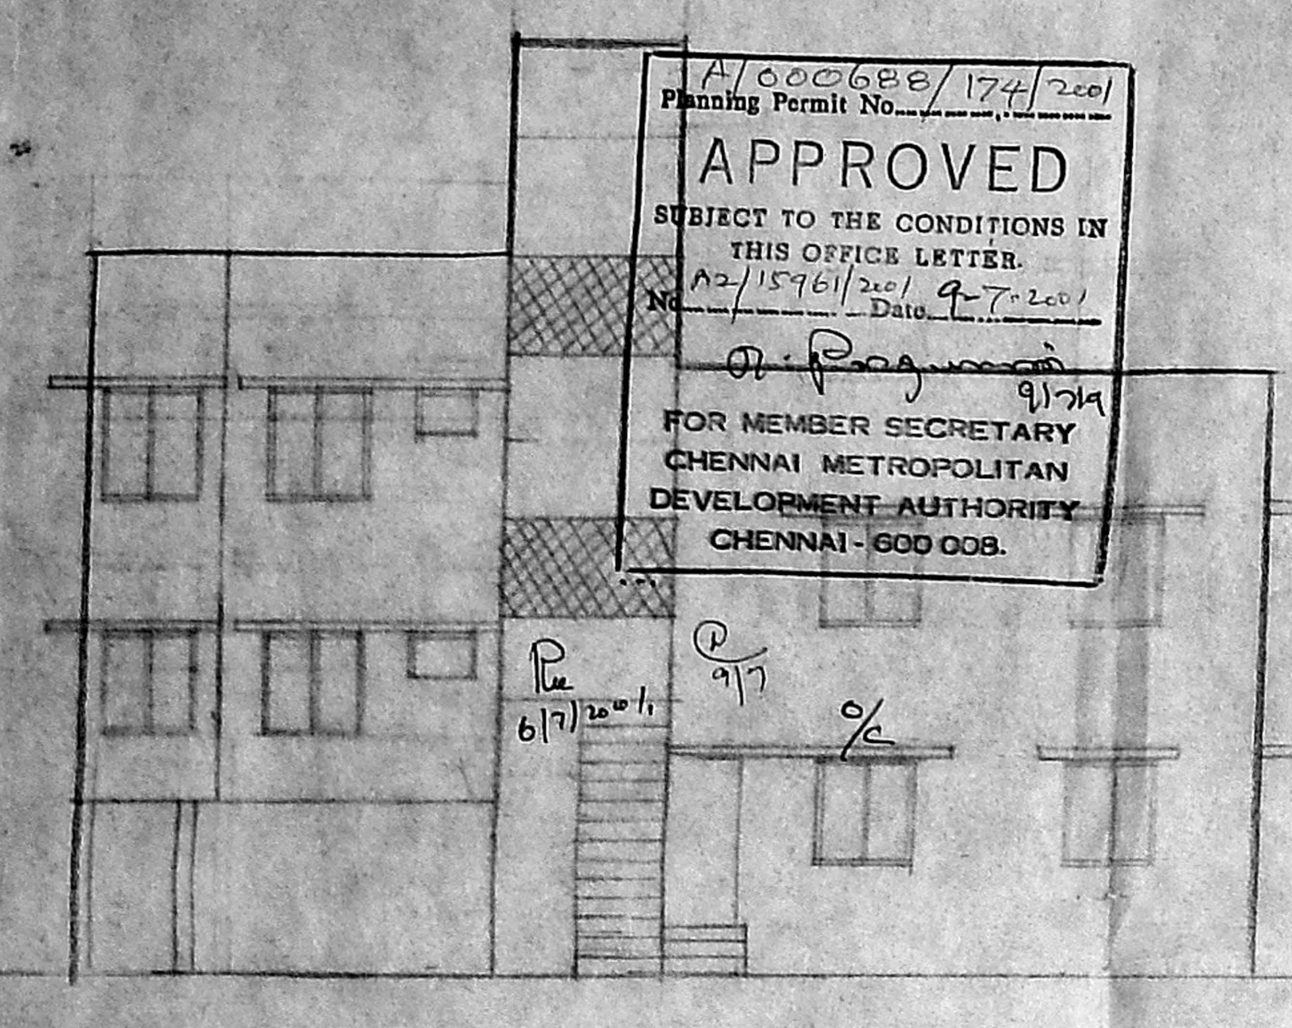 A/000688/174/2001
Planning Permit No
APPROVED
SUBJECT TO THE CONDITIONS IN
THIS OFFICE LETTER.
No A2/15961/2001 Date 9-7-2001
9/7/9
FOR MEMBER SECRETARY
CHENNAI METROPOLITAN
DEVELOPMENT AUTHORITY
CHENNAI - 600 008.
9/7
6/7/2001
O/C